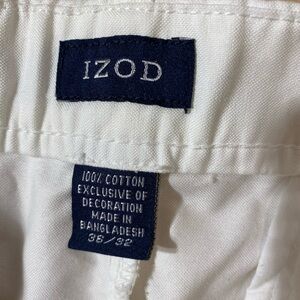 IZOD
100% COTTON
EXCLUSIVE OF
DECORATION
MADE IN
BANGLADESH
36/32